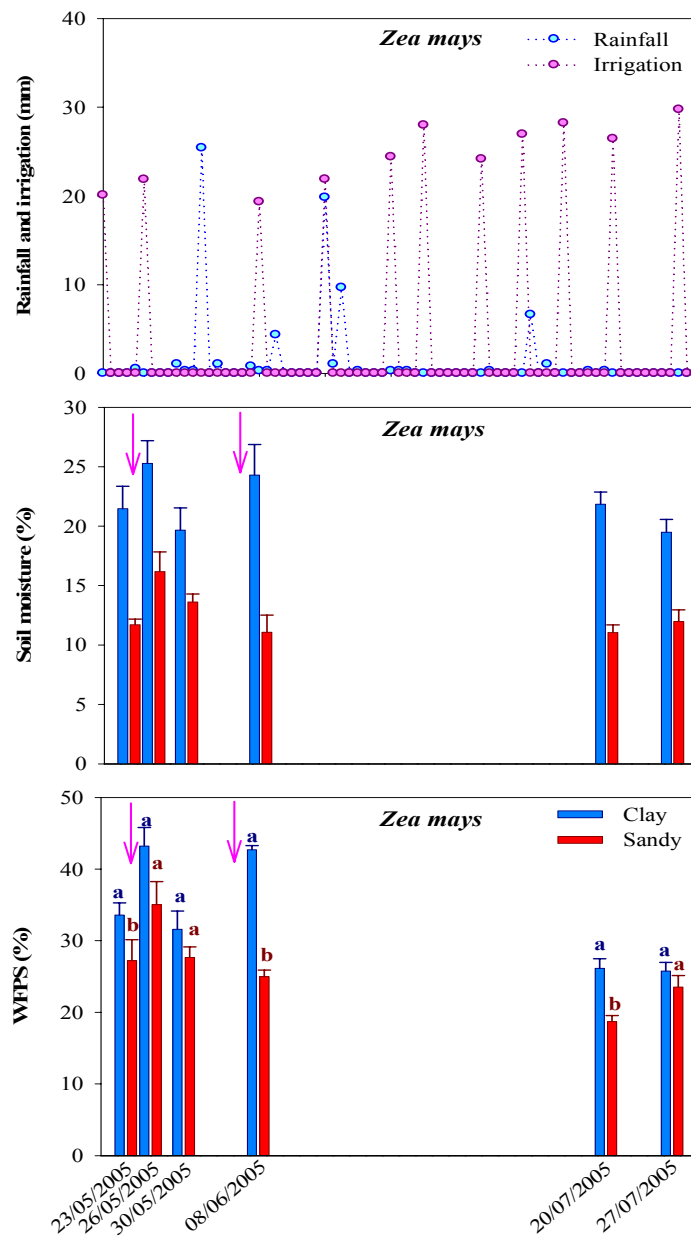 Zea mays
Rainfall
Irrigation
Rainfall and irrigation (mm)
40
30
20
10
0
Zea mays
Soil moisture (%)
30
25
20
15
10
5
0
Zea mays
Clay
Sandy
WFPS (%)
50
40
30
20
10
0
a b a a a a a b a b a a
23/05/2005
26/05/2005
30/05/2005
08/06/2005
20/07/2005
27/07/2005